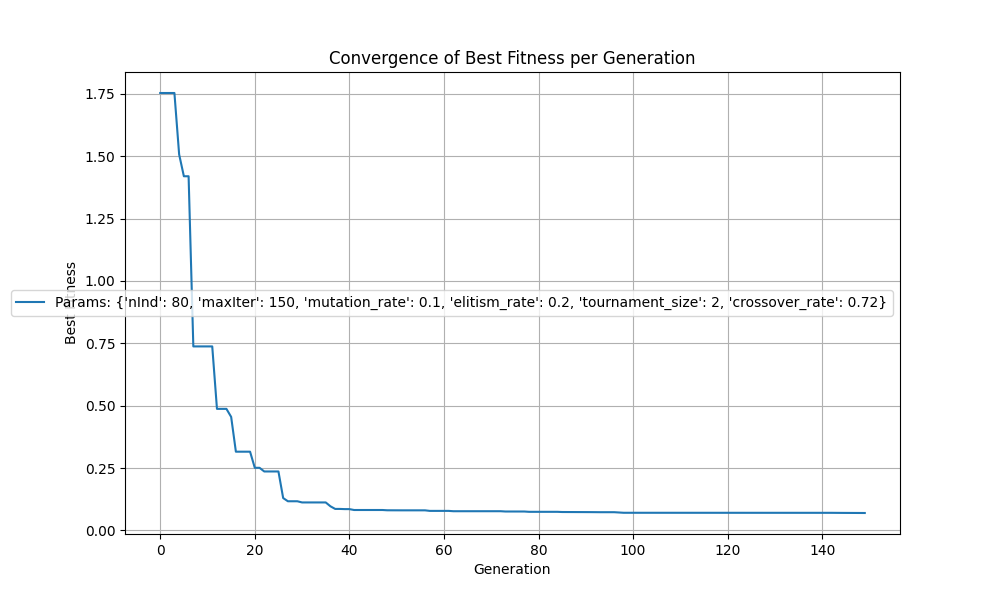 Convergence of Best Fitness per Generation
1.75
1.50
1.25
1.00
0.75
0.50
0.25
0.00
Best Fitness
Params: {'nInd': 80, 'maxIter': 150, 'mutation_rate': 0.1, 'elitism_rate': 0.2, 'tournament_size': 2, 'crossover_rate': 0.72}
0 20 40 60 80 100 120 140
Generation